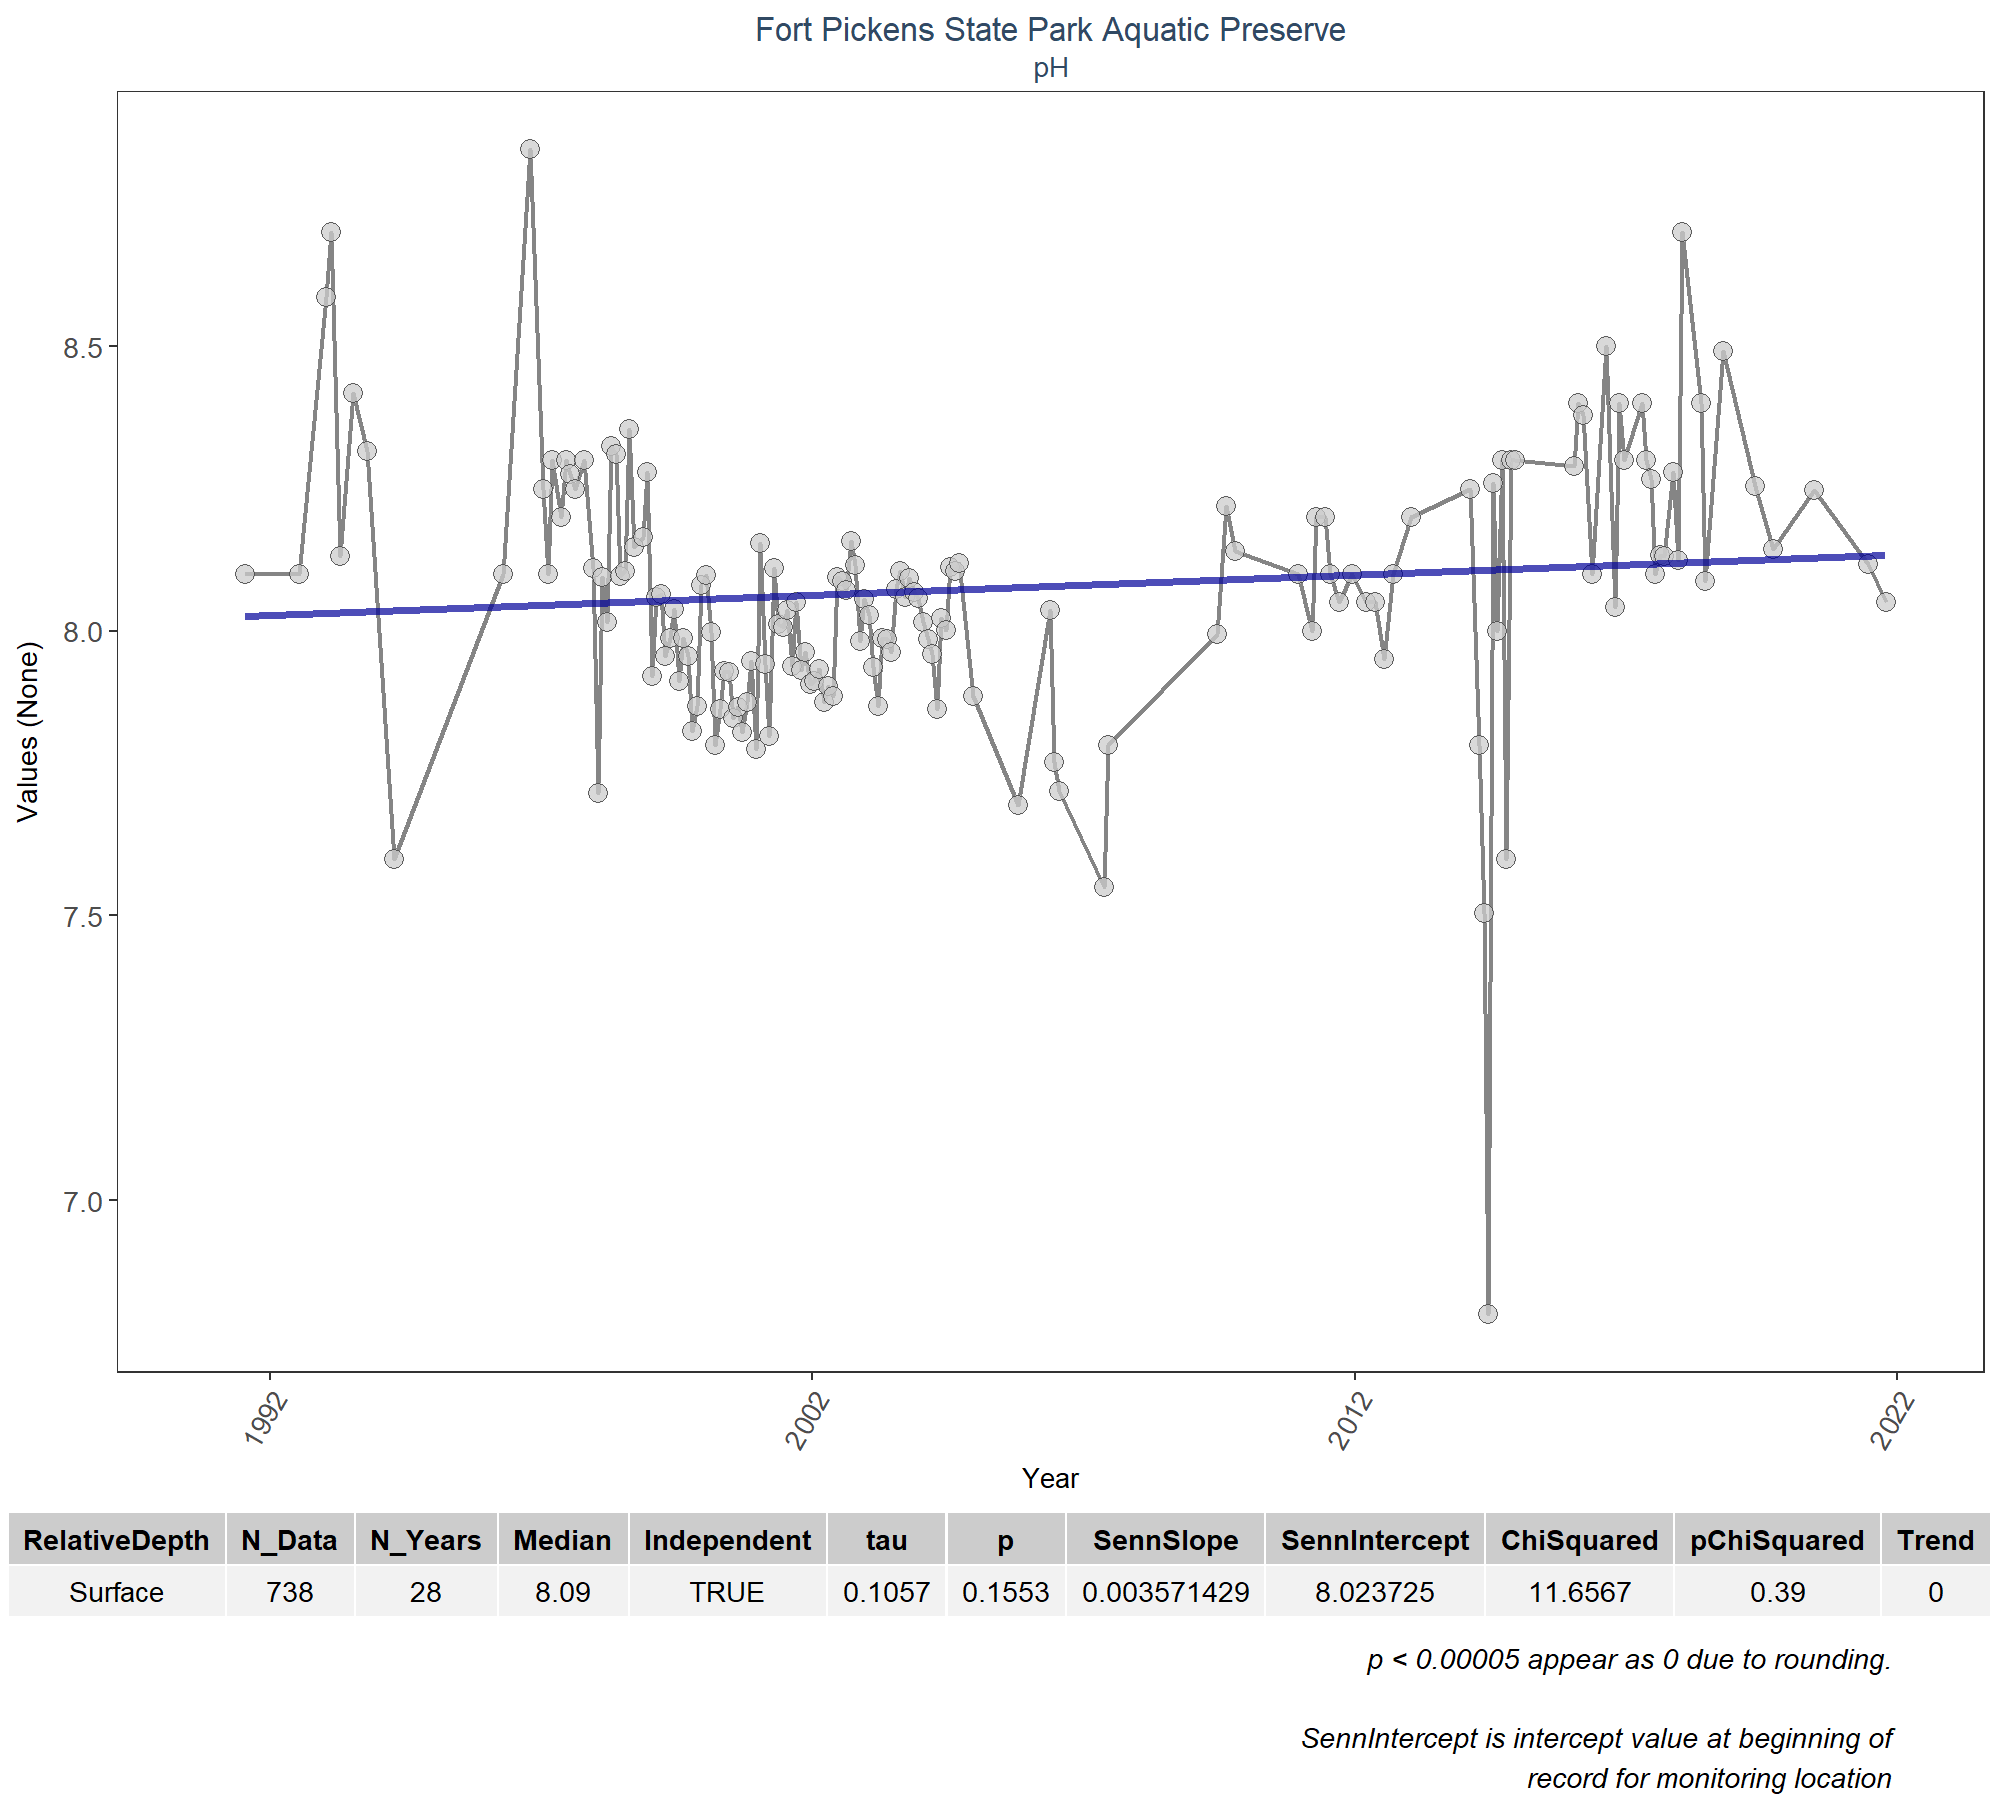 Fort Pickens State Park Aquatic Preserve
pH
Values (None)
8.5
8.0
7.5
7.0
1992
2002
2012
2022
Year
RelativeDepth N_Data N_Years Median Independent tau p SennSlope SennIntercept ChiSquared pChiSquared Trend
Surface 738 28 8.09 TRUE 0.1057 0.1553 0.003571429 8.023725 11.6567 0.39 0
p < 0.00005 appear as 0 due to rounding.
SennIntercept is intercept value at beginning of
record for monitoring location